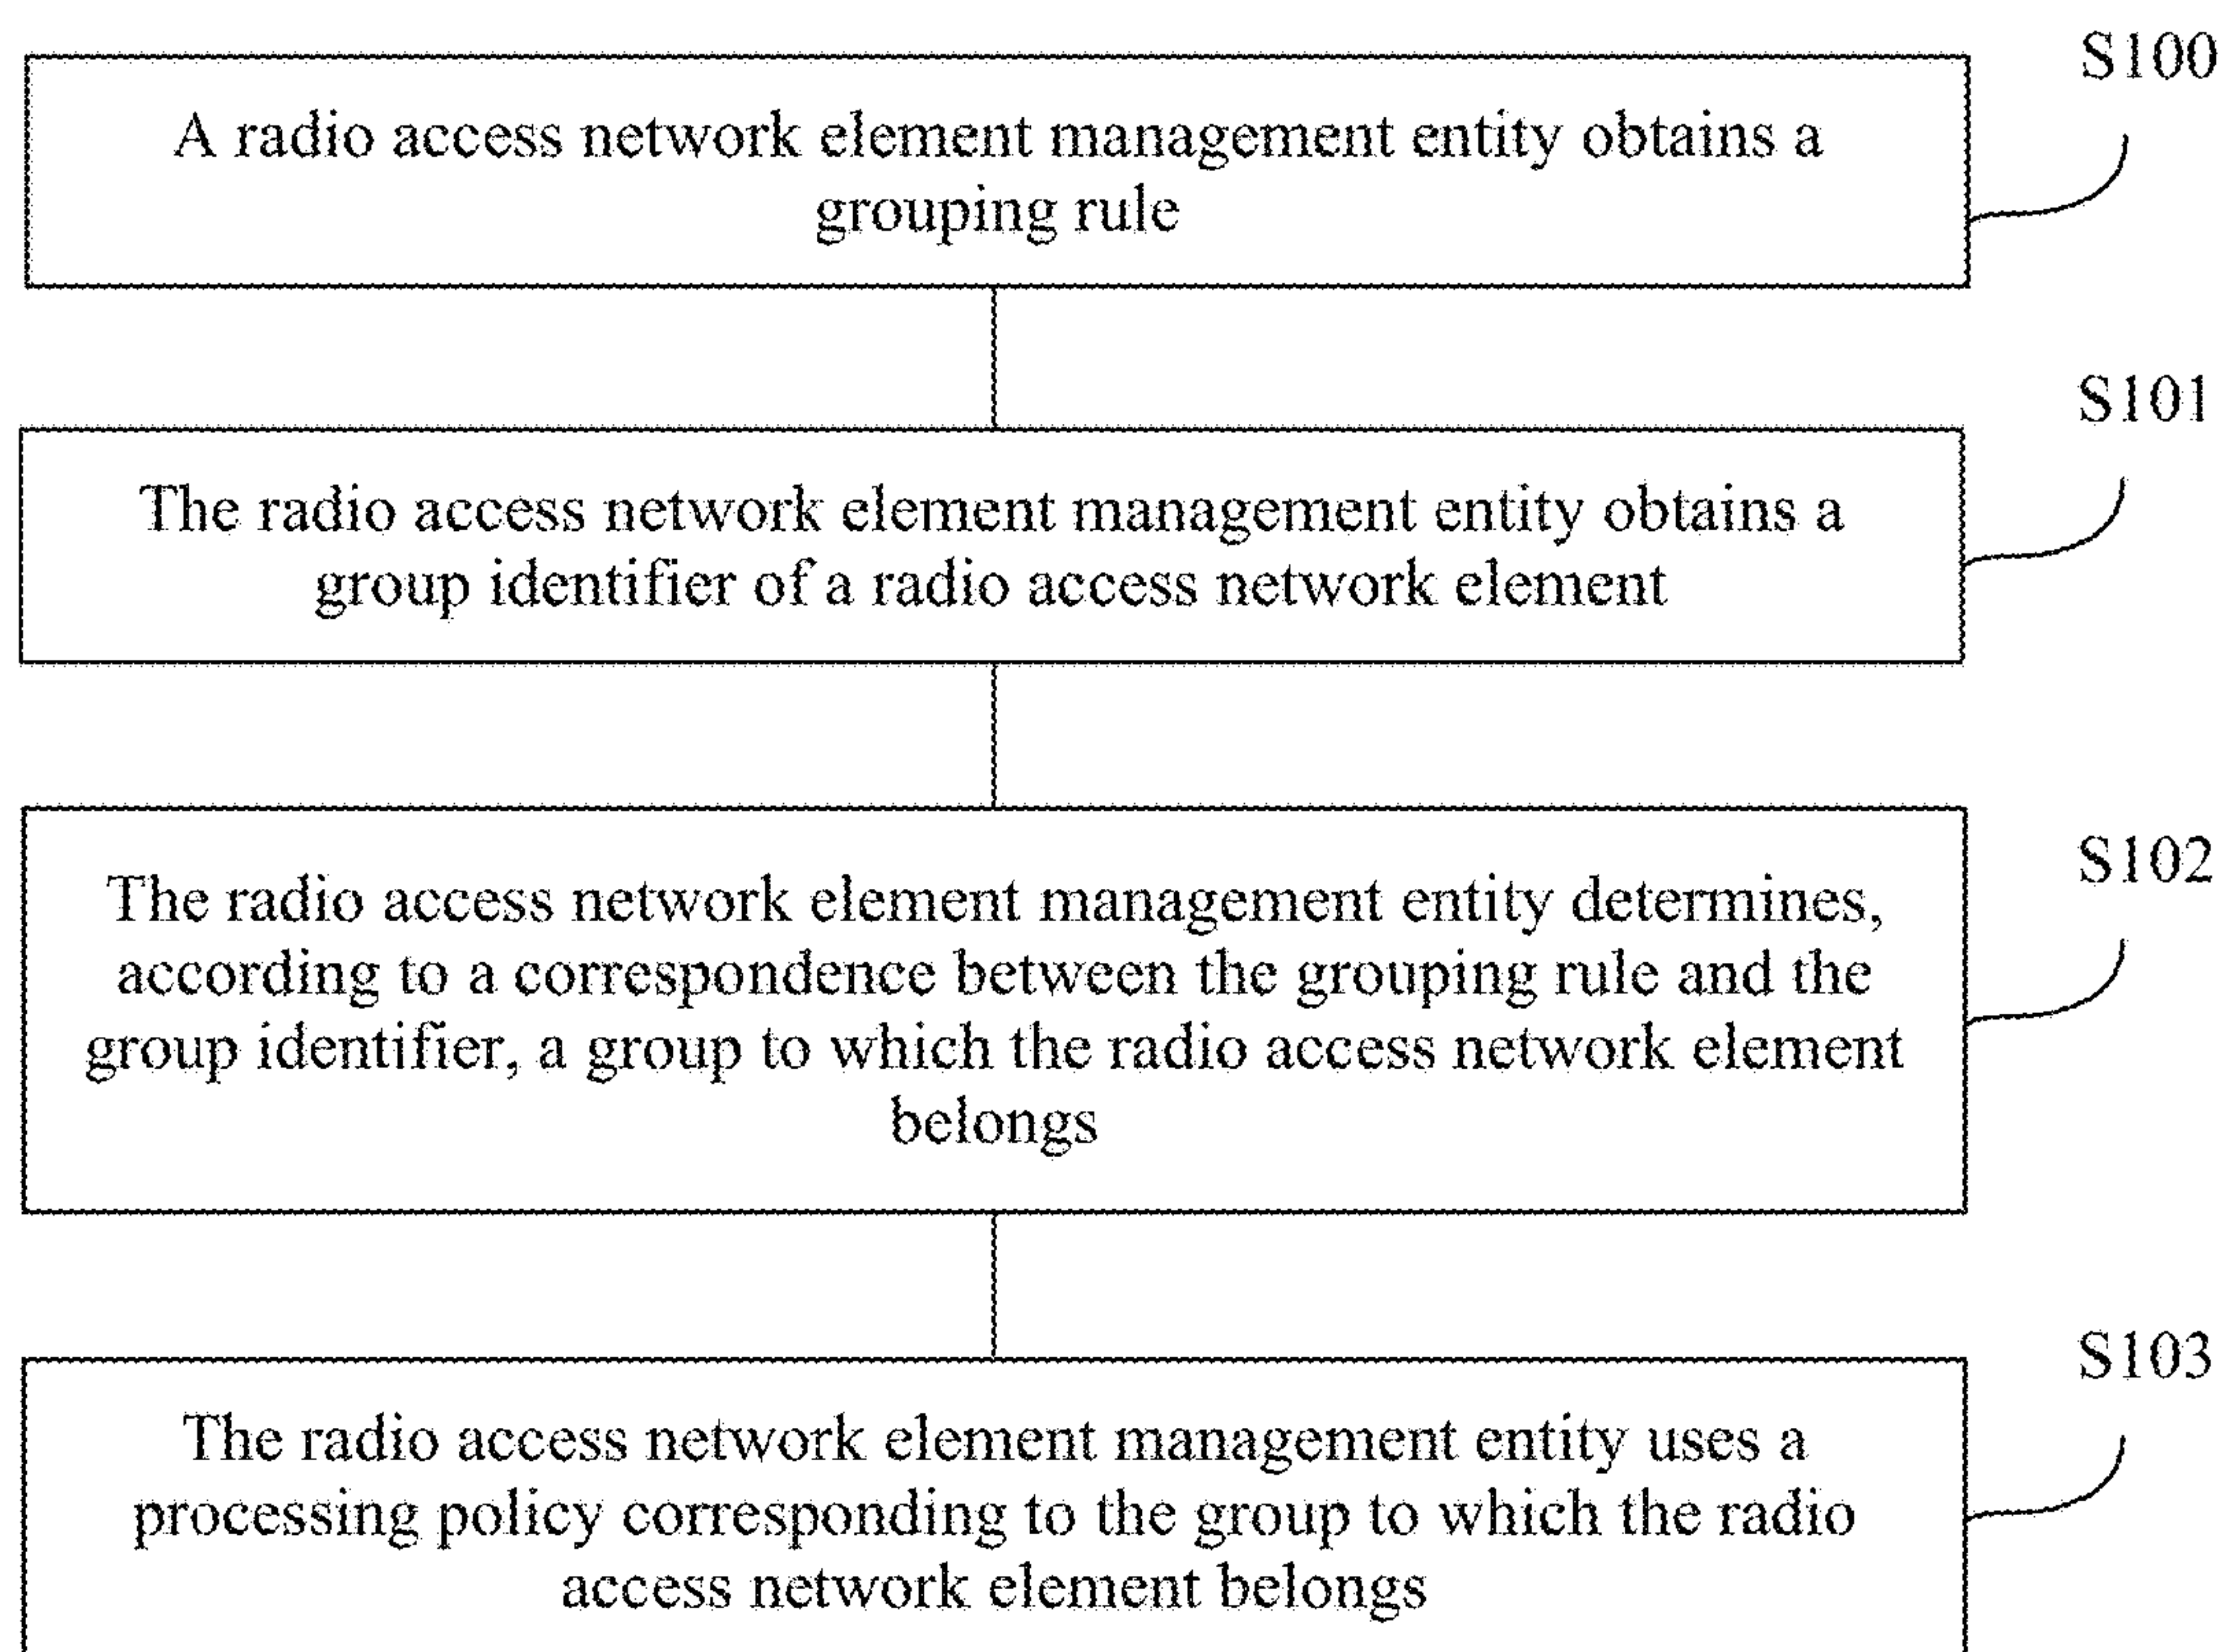 S100
A radio access network element management entity obtains a
grouping rule
S101
The radio access network element management entity obtains a
group identifier of a radio access network element
S102
The radio access network element management entity determines,
according to a correspondence between the grouping rule and the
group identifier, a group to which the radio access network element
belongs
S103
The radio access network element management entity uses a
processing policy corresponding to the group to which the radio
access network element belongs